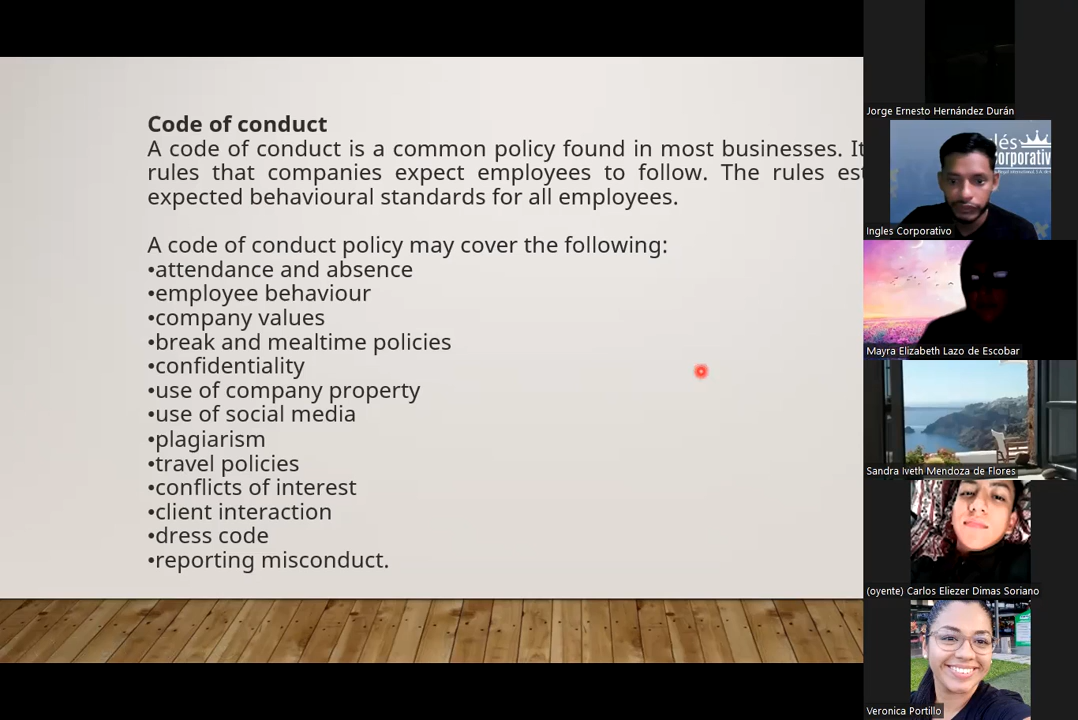 Code of conduct
A code of conduct is a common policy found in most businesses. It
rules that companies expect employees to follow. The rules
expected behavioural standards for all employees.
A code of conduct policy may cover the following:
•attendance and absence
•employee behaviour
•company values
•break and mealtime policies
•confidentiality
•use of company property
•use of social media
•plagiarism
•travel policies
•conflicts of interest
•client interaction
•dress code
•reporting misconduct.
Jorge Ernesto Hernández Durán
Ingles Corporativo
Mayra Elizabeth Lazo de Escobar
Sandra Iveth Mendoza de Flores
(oyente) Carlos Eliezer Dimas Soriano
Veronica Portillo